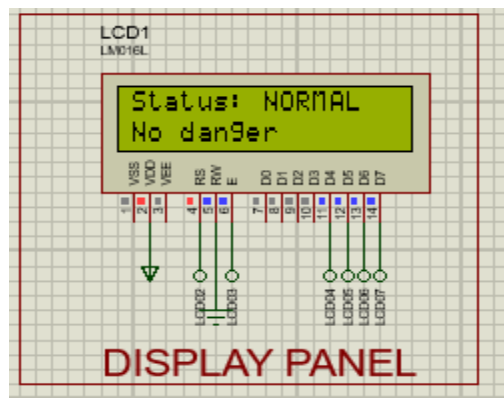 LCD1
LM016L
Status: NORMAL
No danger
VSS VDD VEE RS RW E D0 D1 D2 D3 D4 D5 D6 D7
1 2 3 4 5 6 7 8 9 10 11 12 13 14
LCD02 LCD03 LCD04 LCD05 LCD06 LCD07
DISPLAY PANEL